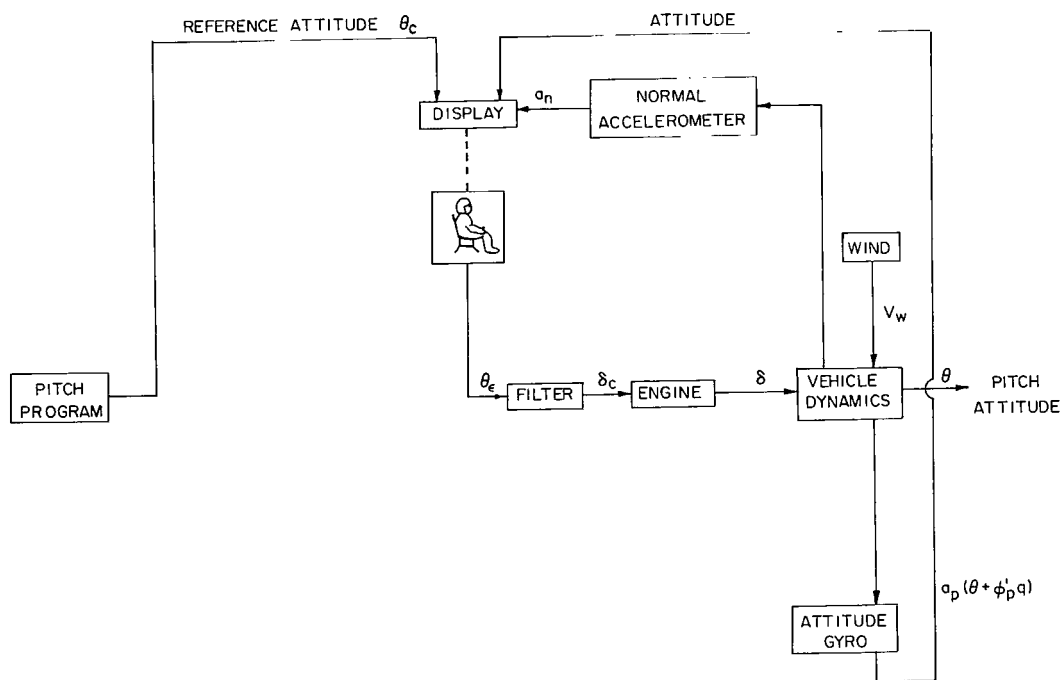 REFERENCE ATTITUDE θc
ATTITUDE
DISPLAY
an
NORMAL
ACCELEROMETER
WIND
Vw
PITCH
PROGRAM
θϵ
FILTER
δc
ENGINE
δ
VEHICLE
DYNAMICS
θ
PITCH
ATTITUDE
ATTITUDE
GYRO
ap (θ + ϕ'p q)